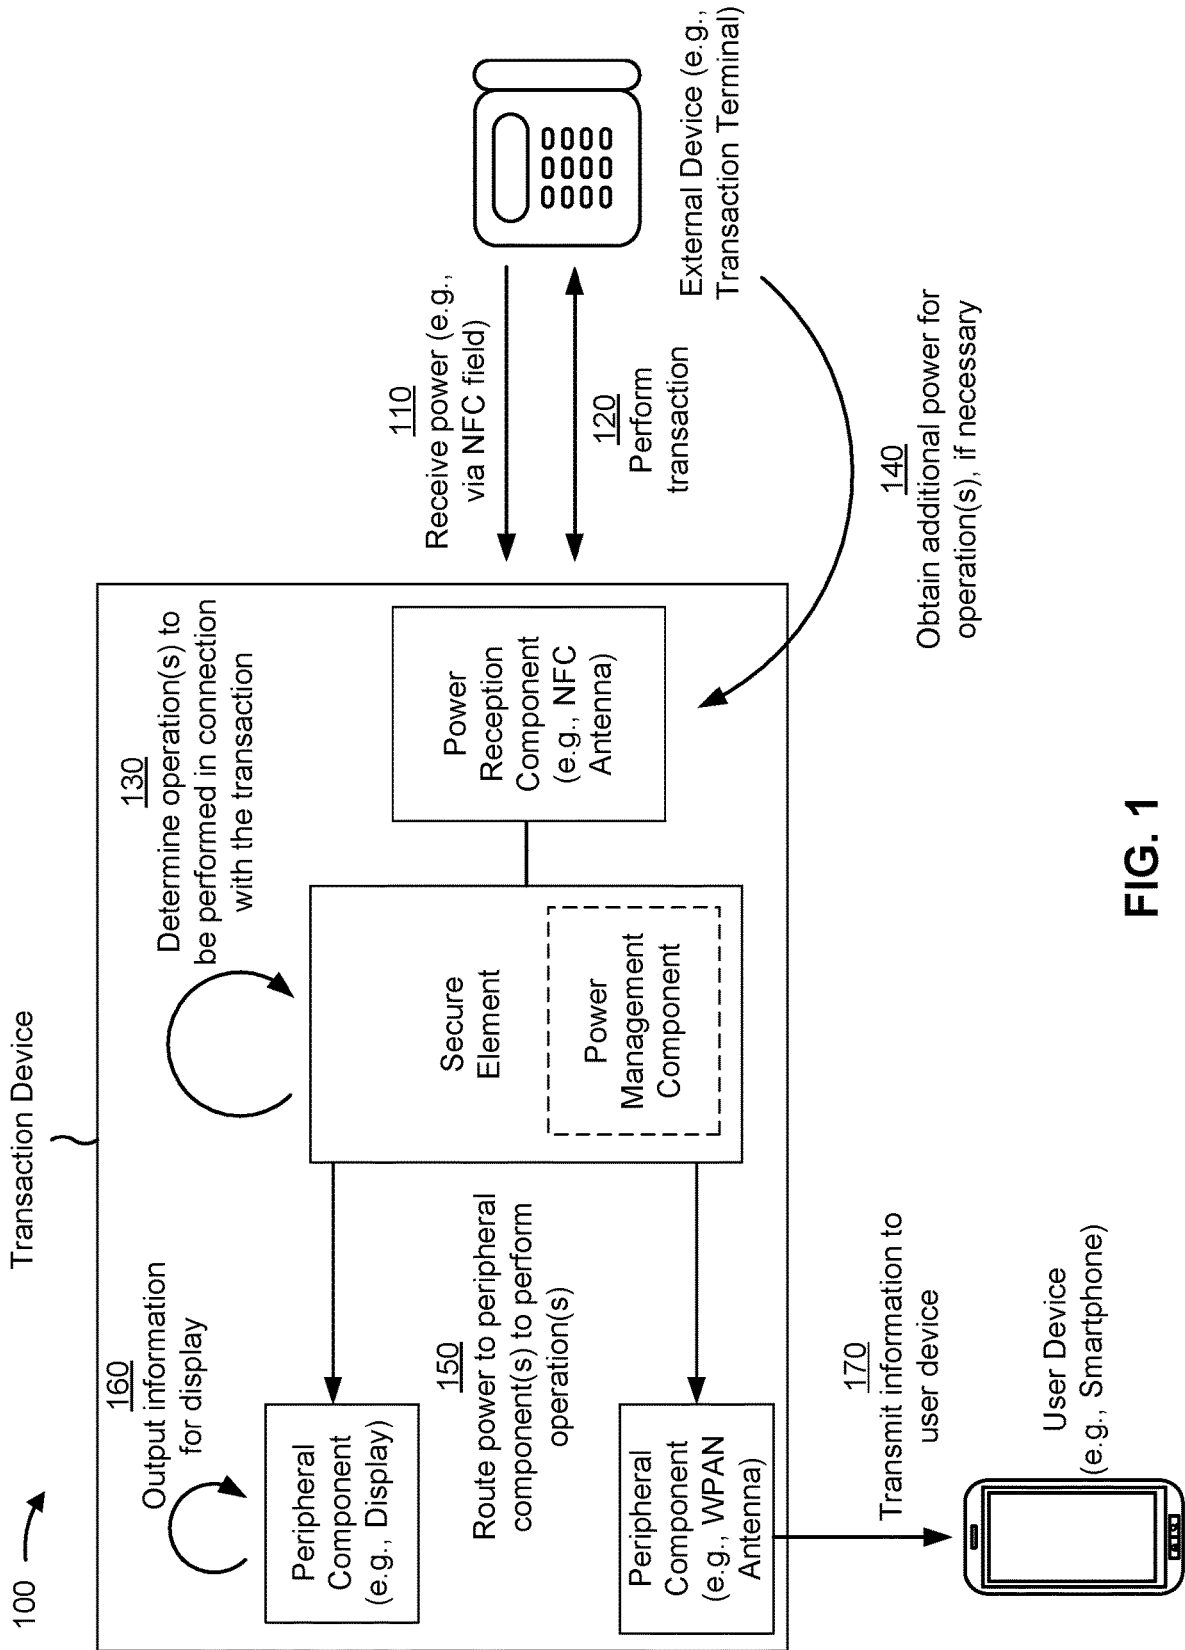 100
Transaction Device
160
Output information
for display
130
Determine operation(s) to
be performed in connection
with the transaction
Peripheral
Component
(e.g., Display)
150
Route power to peripheral
component(s) to perform
operation(s)
Peripheral
Component
(e.g., WPAN
Antenna)
Secure
Element
Power
Management
Component
Power
Reception
Component
(e.g., NFC
Antenna)
110
Receive power (e.g.,
via NFC field)
120
Perform
transaction
External Device (e.g.,
Transaction Terminal)
140
Obtain additional power for
operation(s), if necessary
170
Transmit information to
user device
User Device
(e.g., Smartphone)
FIG. 1